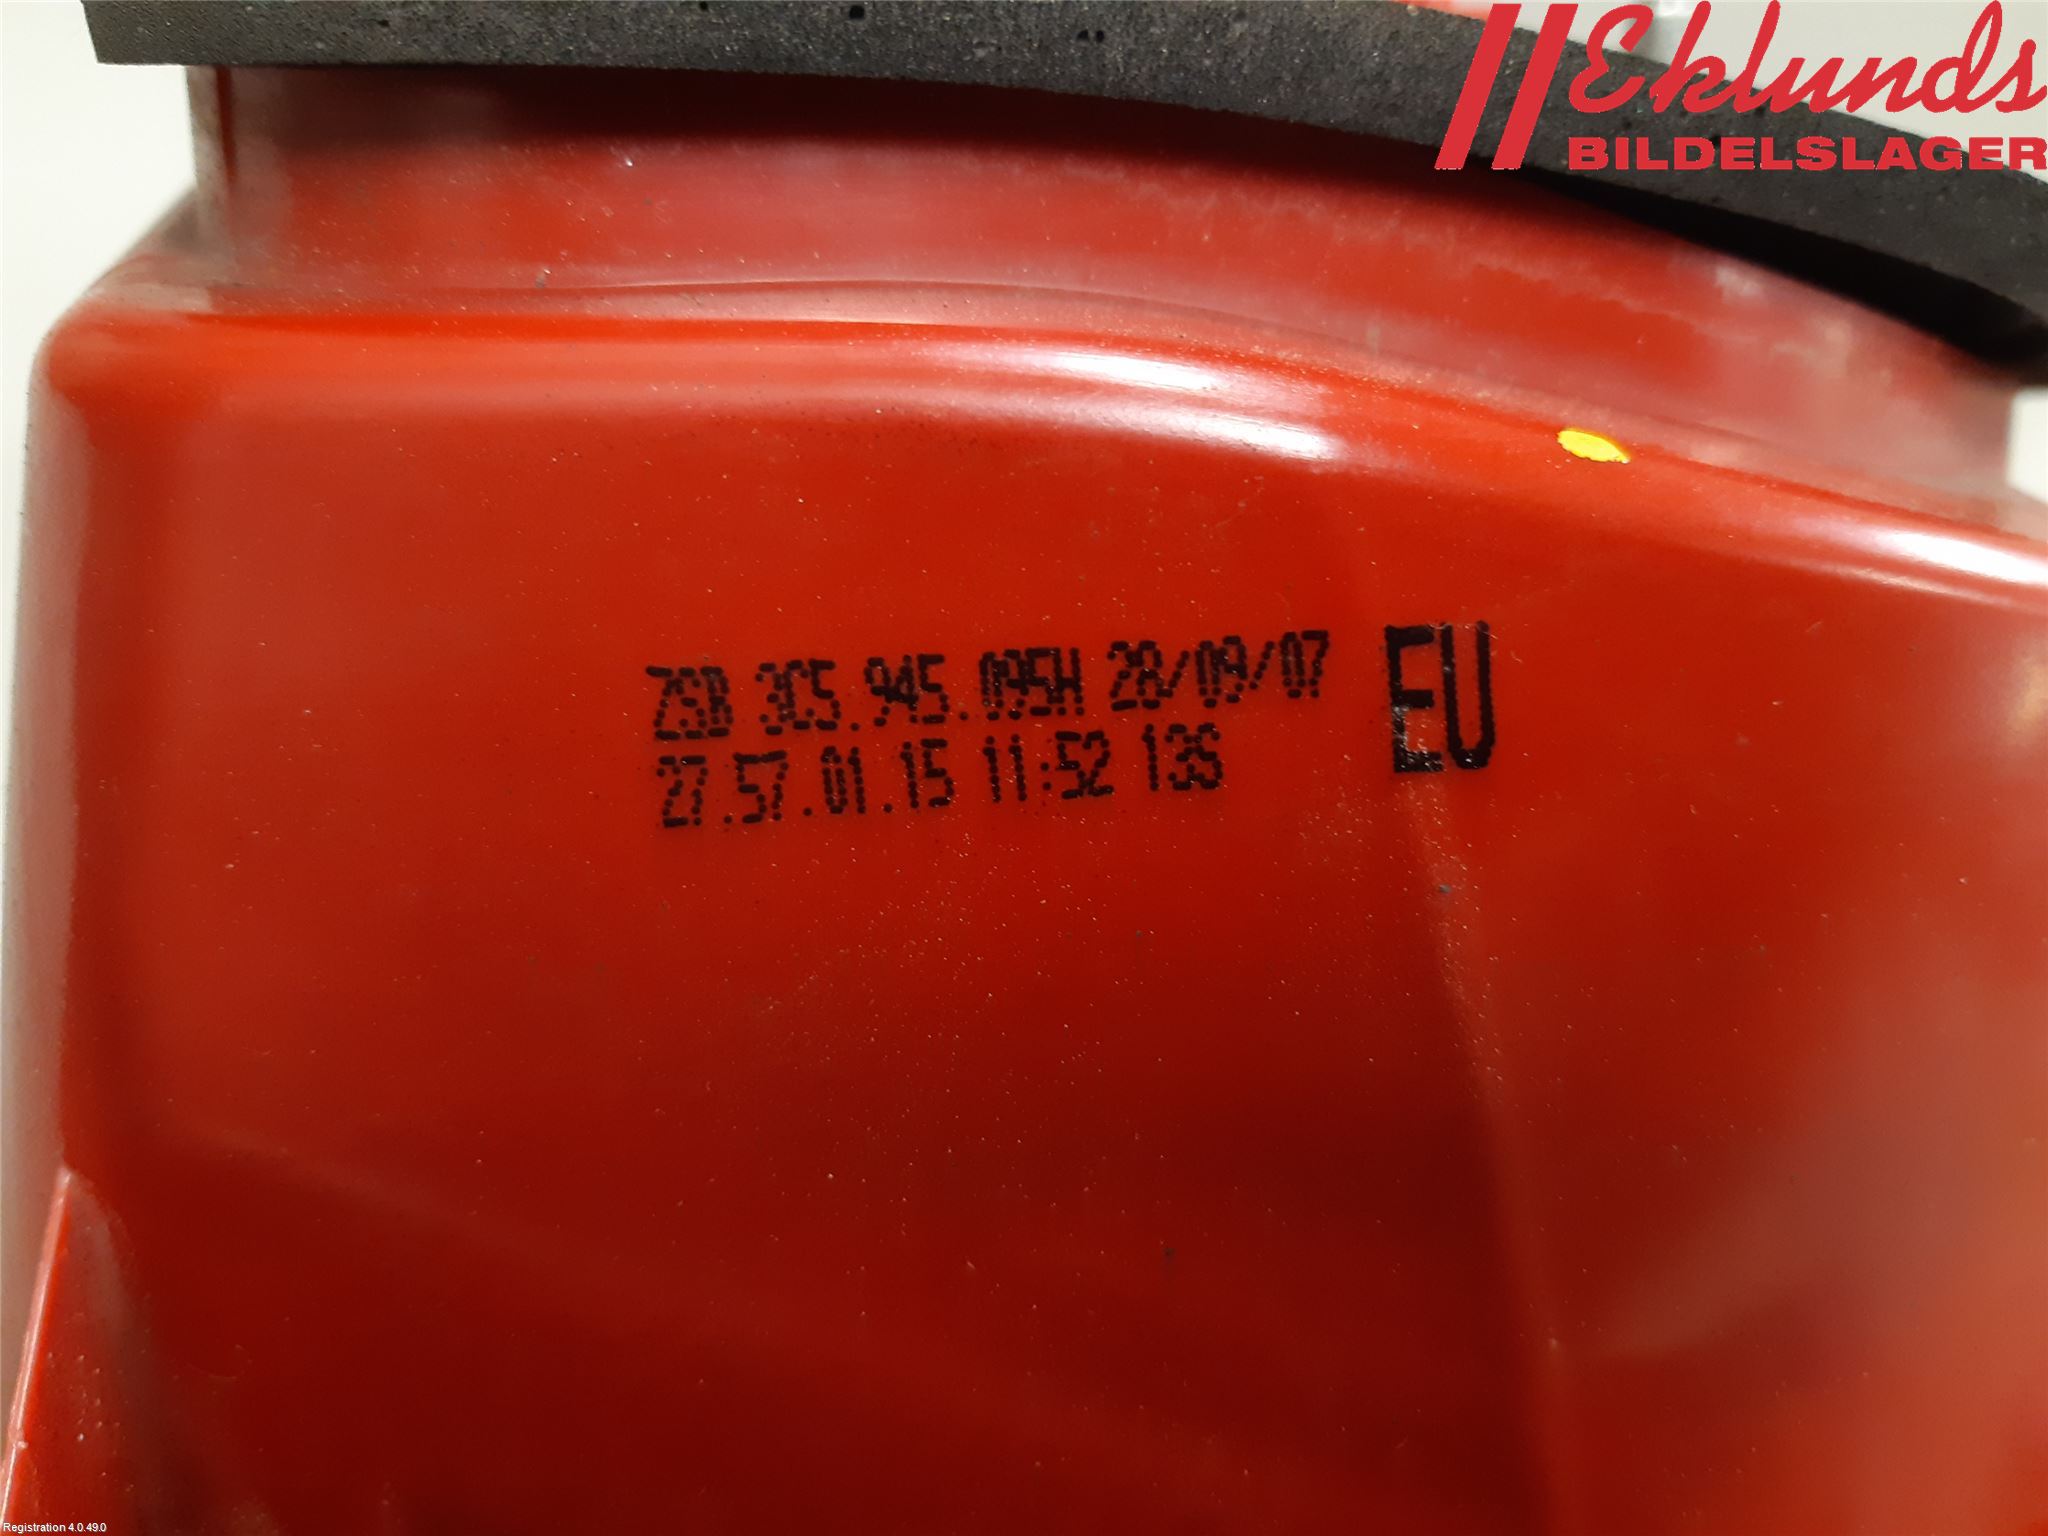 Eklunds
BILDELSLAGER
ZSB 3C5.945.095H 28/09/07
EU
27.57.01.15 11:52 13S
Registration 4.0.49.0